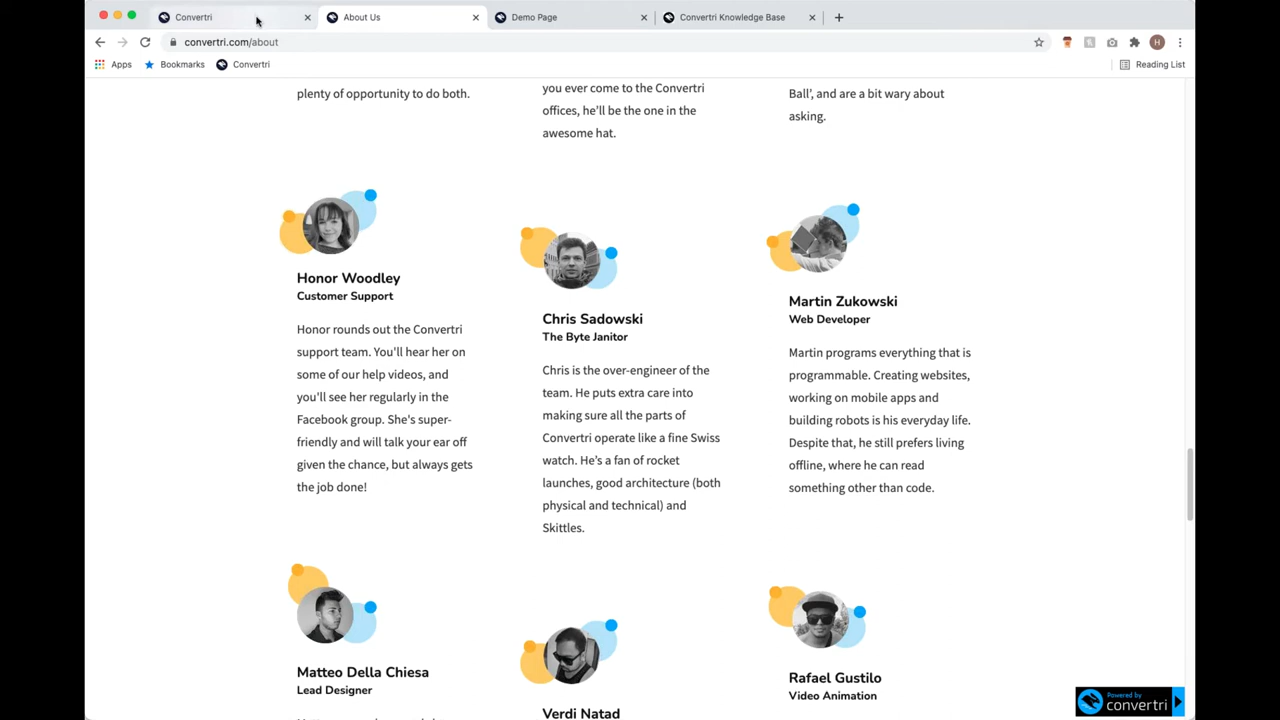 Convertri
About Us
Demo Page
Convertri Knowledge Base
convertri.com/about
H
Apps
Bookmarks
Convertri
Reading List
plenty of opportunity to do both.
you ever come to the Convertri
offices, he’ll be the one in the
awesome hat.
Ball’, and are a bit wary about
asking.
Honor Woodley
Customer Support
Honor rounds out the Convertri
support team. You'll hear her on
some of our help videos, and
you'll see her regularly in the
Facebook group. She's super-
friendly and will talk your ear off
given the chance, but always gets
the job done!
Chris Sadowski
The Byte Janitor
Chris is the over-engineer of the
team. He puts extra care into
making sure all the parts of
Convertri operate like a fine Swiss
watch. He’s a fan of rocket
launches, good architecture (both
physical and technical) and
Skittles.
Martin Zukowski
Web Developer
Martin programs everything that is
programmable. Creating websites,
working on mobile apps and
building robots is his everyday life.
Despite that, he still prefers living
offline, where he can read
something other than code.
Matteo Della Chiesa
Lead Designer
Verdi Natad
Rafael Gustilo
Video Animation
Powered by
convertri